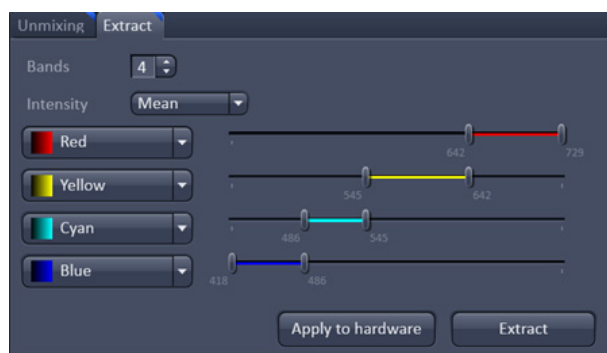 Unmixing Extract
Bands 4
Intensity Mean
Red
642 729
Yellow
545 642
Cyan
486 545
Blue
418 486
Apply to hardware Extract